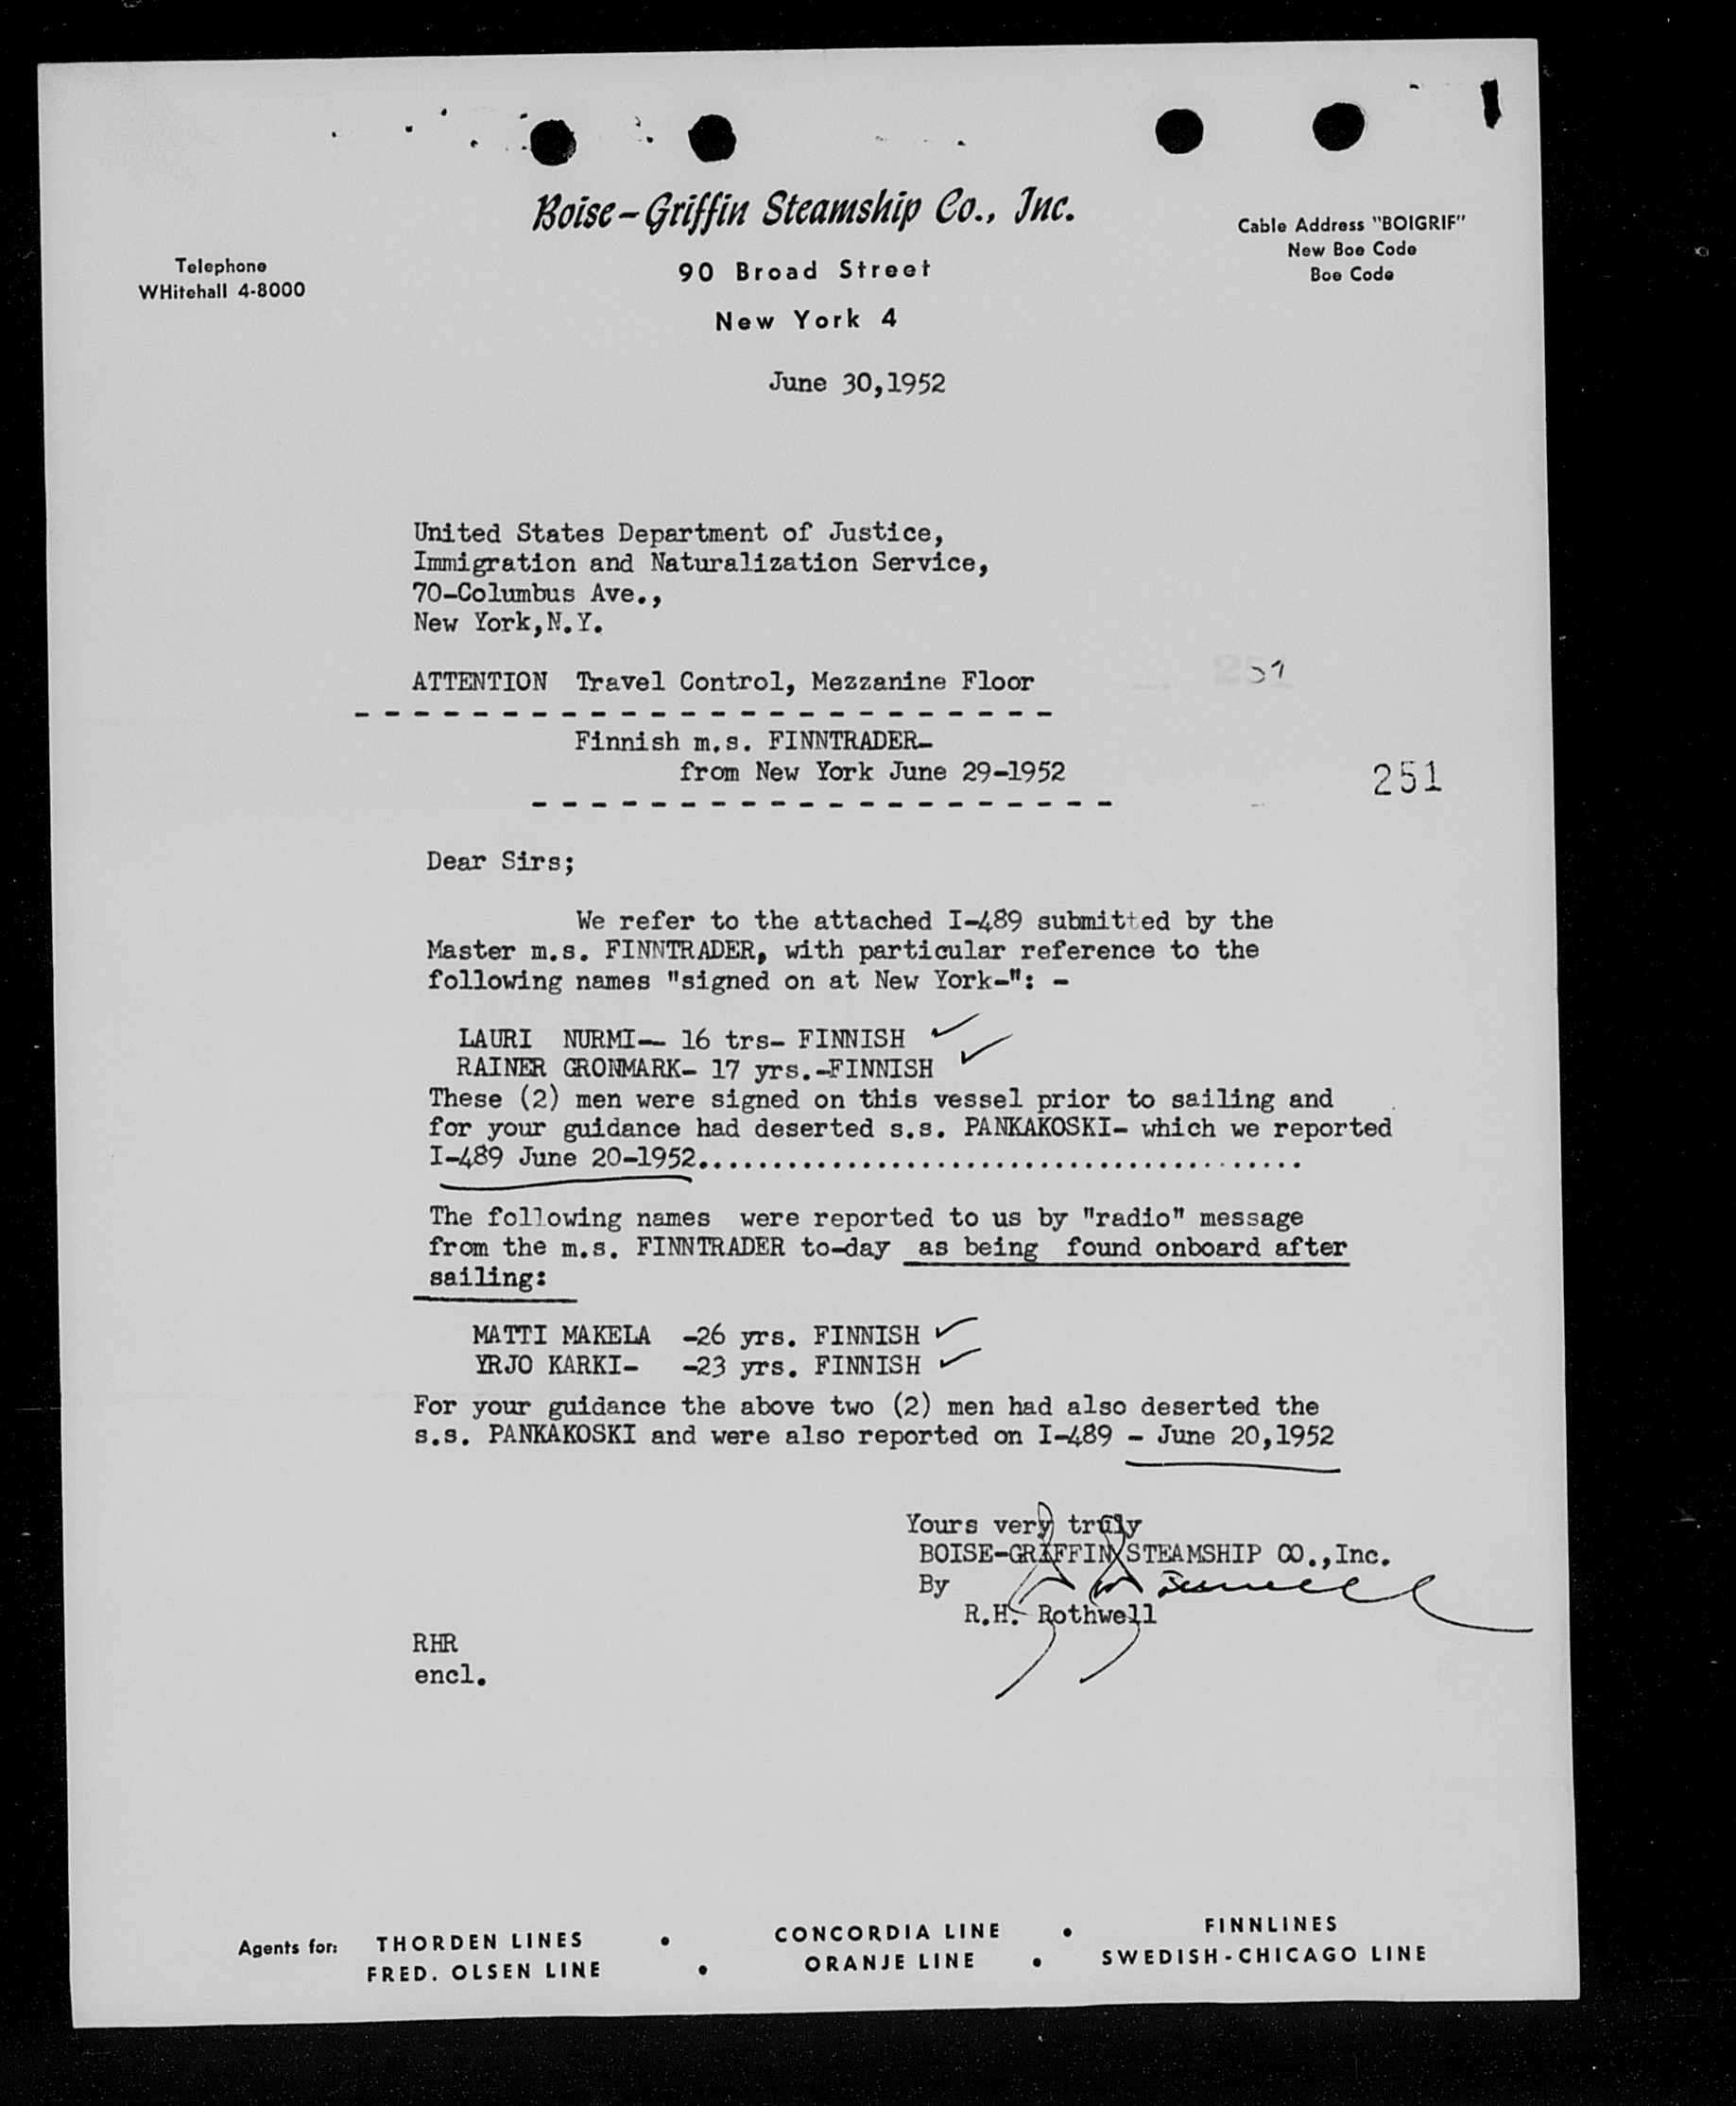 Boise-Griffin Steamship Co., Inc.
90 Broad Street
New York 4
Telephone
WHitehall 4-8000
Cable Address "BOIGRIF"
New Boe Code
Boe Code
June 30,1952
United States Department of Justice,
Immigration and Naturalization Service,
70-Columbus Ave.,
New York,N.Y.
ATTENTION Travel Control, Mezzanine Floor
Finnish m.s. FINNTRADER-
from New York June 29-1952
251
Dear Sirs;
We refer to the attached I-489 submitted by the
Master m.s. FINNTRADER, with particular reference to the
following names "signed on at New York-": -
LAURI NURMI-- 16 trs- FINNISH
RAINER GRONMARK- 17 yrs.-FINNISH
These (2) men were signed on this vessel prior to sailing and
for your guidance had deserted s.s. PANKAKOSKI- which we reported
I-489 June 20-1952.........................................
The following names were reported to us by "radio" message
from the m.s. FINNTRADER to-day as being found onboard after
sailing:
MATTI MAKELA -26 yrs. FINNISH
YRJO KARKI- -23 yrs. FINNISH
For your guidance the above two (2) men had also deserted the
s.s. PANKAKOSKI and were also reported on I-489 - June 20,1952
Yours very truly
BOISE-GRIFFIN STEAMSHIP CO.,Inc.
By
R.H. Rothwell
RHR
encl.
Agents for: THORDEN LINES • CONCORDIA LINE • FINNLINES
FRED. OLSEN LINE • ORANJE LINE • SWEDISH-CHICAGO LINE